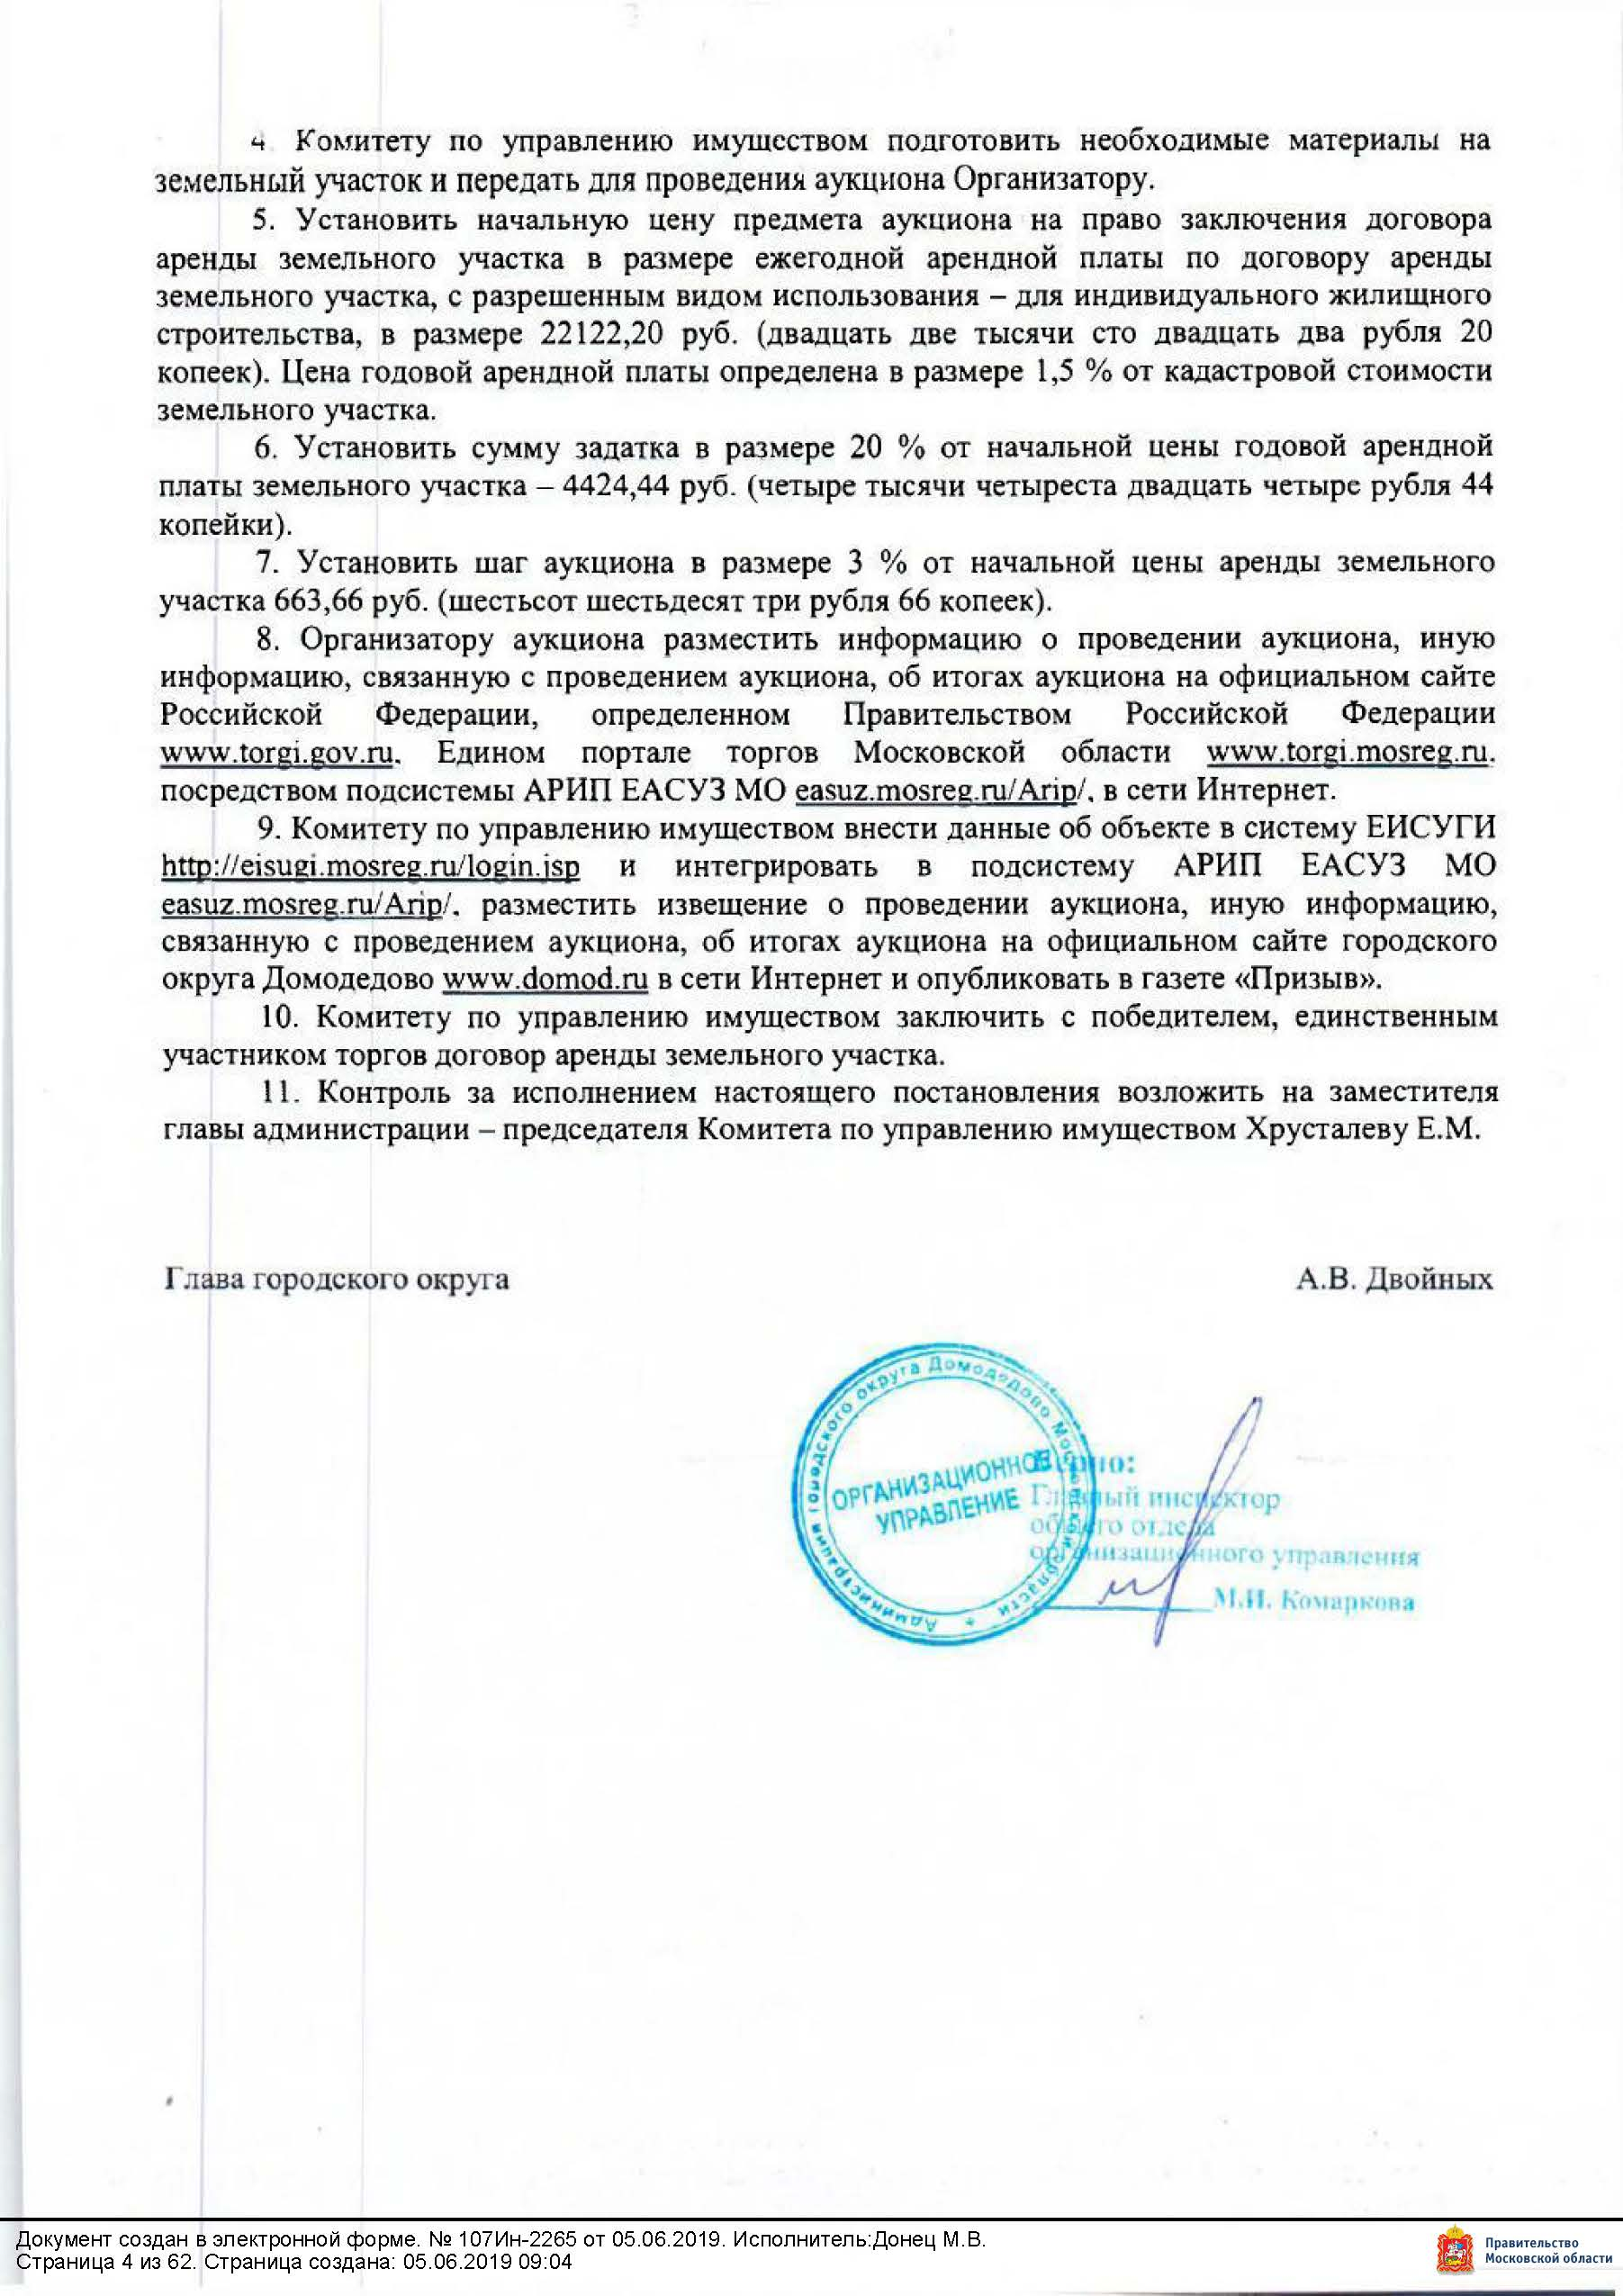 4. Комитету по управлению имуществом подготовить необходимые материалы на
земельный участок и передать для проведения аукциона Организатору.
5. Установить начальную цену предмета аукциона на право заключения договора
аренды земельного участка в размере ежегодной арендной платы по договору аренды
земельного участка, с разрешенным видом использования – для индивидуального жилищного
строительства, в размере 22122,20 руб. (двадцать две тысячи сто двадцать два рубля 20
копеек). Цена годовой арендной платы определена в размере 1,5 % от кадастровой стоимости
земельного участка.
6. Установить сумму задатка в размере 20 % от начальной цены годовой арендной
платы земельного участка – 4424,44 руб. (четыре тысячи четыреста двадцать четыре рубля 44
копейки).
7. Установить шаг аукциона в размере 3 % от начальной цены аренды земельного
участка 663,66 руб. (шестьсот шестьдесят три рубля 66 копеек).
8. Организатору аукциона разместить информацию о проведении аукциона, иную
информацию, связанную с проведением аукциона, об итогах аукциона на официальном сайте
Российской Федерации, определенном Правительством Российской Федерации
www.torgi.gov.ru, Едином портале торгов Московской области www.torgi.mosreg.ru,
посредством подсистемы АРИП ЕАСУЗ МО easuz.mosreg.ru/Arip/, в сети Интернет.
9. Комитету по управлению имуществом внести данные об объекте в систему ЕИСУГИ
http://eisugi.mosreg.ru/login.jsp и интегрировать в подсистему АРИП ЕАСУЗ МО
easuz.mosreg.ru/Arip/, разместить извещение о проведении аукциона, иную информацию,
связанную с проведением аукциона, об итогах аукциона на официальном сайте городского
округа Домодедово www.domod.ru в сети Интернет и опубликовать в газете «Призыв».
10. Комитету по управлению имуществом заключить с победителем, единственным
участником торгов договор аренды земельного участка.
11. Контроль за исполнением настоящего постановления возложить на заместителя
главы администрации – председателя Комитета по управлению имуществом Хрусталеву Е.М.
Глава городского округа А.В. Двойных
Администрация городского округа Домодедово Московской области *
ОРГАНИЗАЦИОННОЕ
УПРАВЛЕНИЕ
Верно:
Главный инспектор
общего отдела
организационного управления
М.И. Комаркова
Документ создан в электронной форме. № 107Ин-2265 от 05.06.2019. Исполнитель:Донец М.В.
Страница 4 из 62. Страница создана: 05.06.2019 09:04
Правительство
Московской области